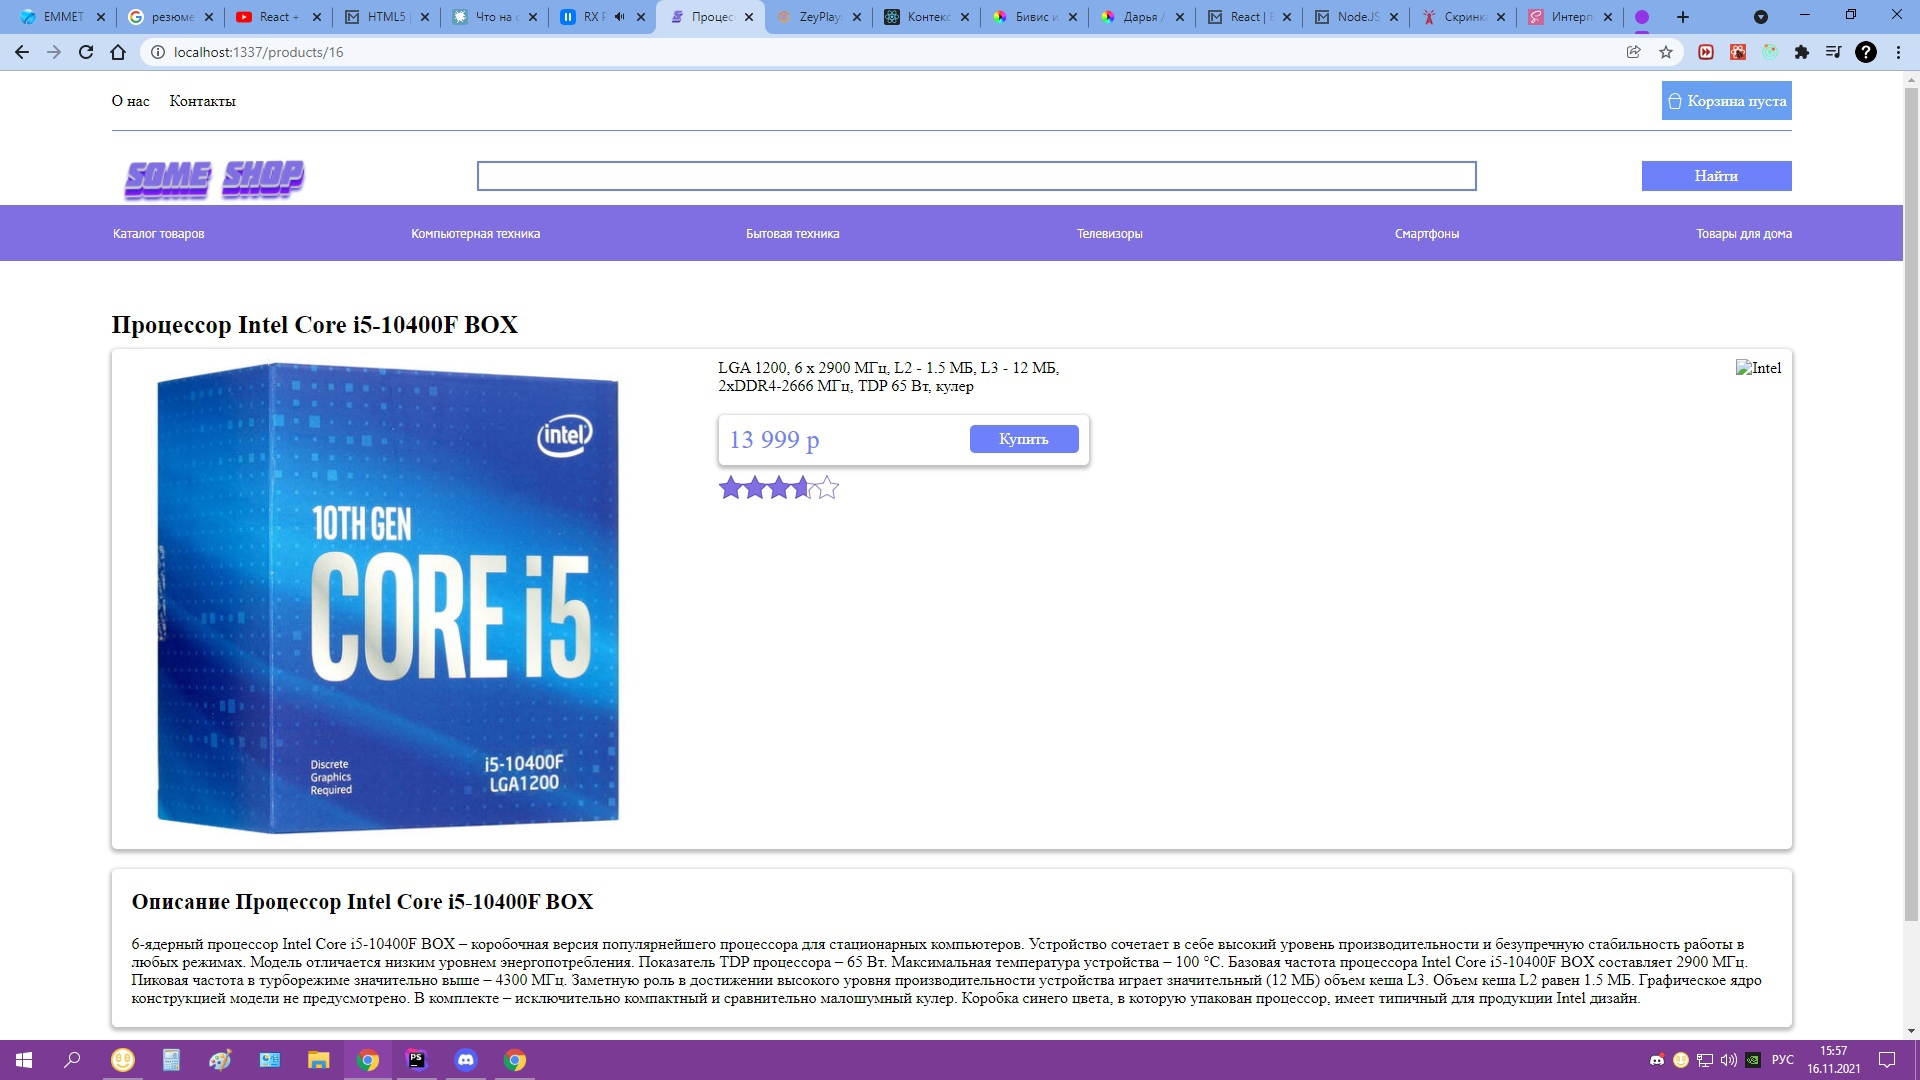 EMMET
резюме
React +
HTML5
Что на с
RX F
Процес
ZeyPlay
Контекс
Бивис и
Дарья /
React | E
Node.JS
Скринк
Интерп
localhost:1337/products/16
О нас Контакты
Корзина пуста
SOME SHOP
Найти
Каталог товаров
Компьютерная техника
Бытовая техника
Телевизоры
Смартфоны
Товары для дома
Процессор Intel Core i5-10400F BOX
LGA 1200, 6 x 2900 МГц, L2 - 1.5 МБ, L3 - 12 МБ,
2xDDR4-2666 МГц, TDP 65 Вт, кулер
Intel
13 999 р
Купить
intel
10TH GEN
CORE i5
Discrete
Graphics
Required
i5-10400F
LGA1200
Описание Процессор Intel Core i5-10400F BOX
6-ядерный процессор Intel Core i5-10400F BOX – коробочная версия популярнейшего процессора для стационарных компьютеров. Устройство сочетает в себе высокий уровень производительности и безупречную стабильность работы в
любых режимах. Модель отличается низким уровнем энергопотребления. Показатель TDP процессора – 65 Вт. Максимальная температура устройства – 100 °C. Базовая частота процессора Intel Core i5-10400F BOX составляет 2900 МГц.
Пиковая частота в турборежиме значительно выше – 4300 МГц. Заметную роль в достижении высокого уровня производительности устройства играет значительный (12 МБ) объем кеша L3. Объем кеша L2 равен 1.5 МБ. Графическое ядро
конструкцией модели не предусмотрено. В комплекте – исключительно компактный и сравнительно малошумный кулер. Коробка синего цвета, в которую упакован процессор, имеет типичный для продукции Intel дизайн.
PS
РУС
15:57
16.11.2021